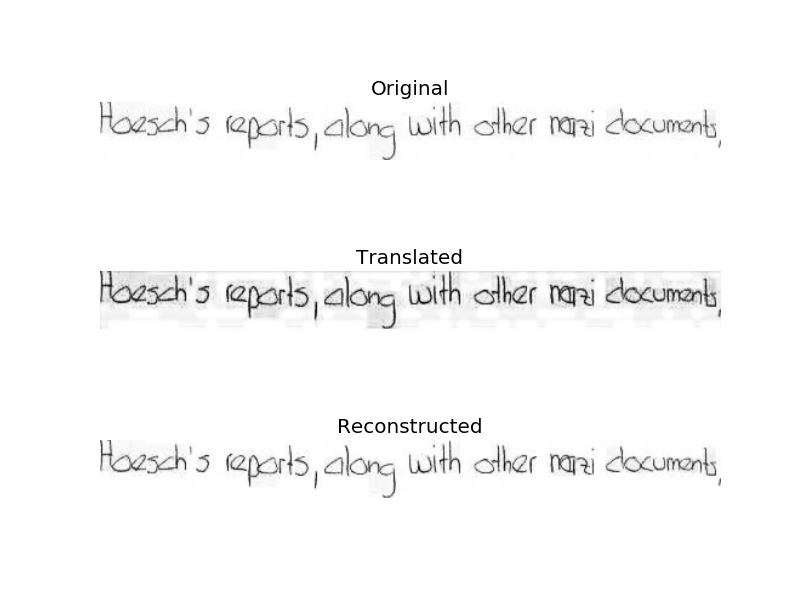 Original
Hoesch's reports, along with other nazi documents,
Translated
Hoesch's reports, along with other nazi documents,
Reconstructed
Hoesch's reports, along with other nazi documents,